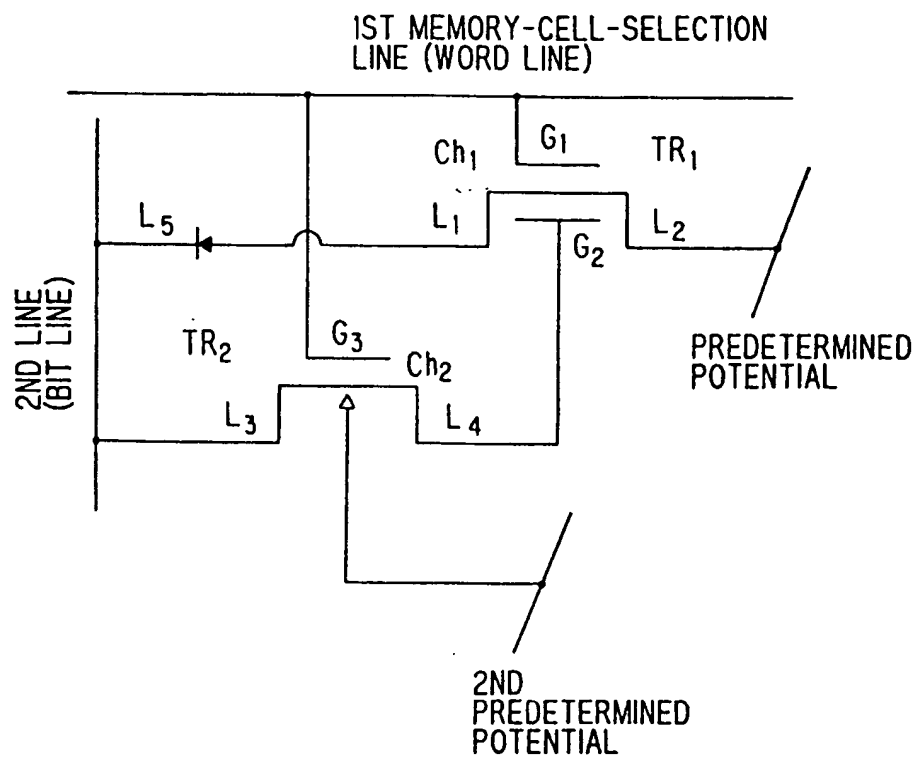 1ST MEMORY-CELL-SELECTION
LINE (WORD LINE)
G1
TR1
Ch1
L5
L1
L2
G2
2ND LINE
(BIT LINE)
TR2
G3
Ch2
PREDETERMINED
POTENTIAL
L3
L4
2ND
PREDETERMINED
POTENTIAL